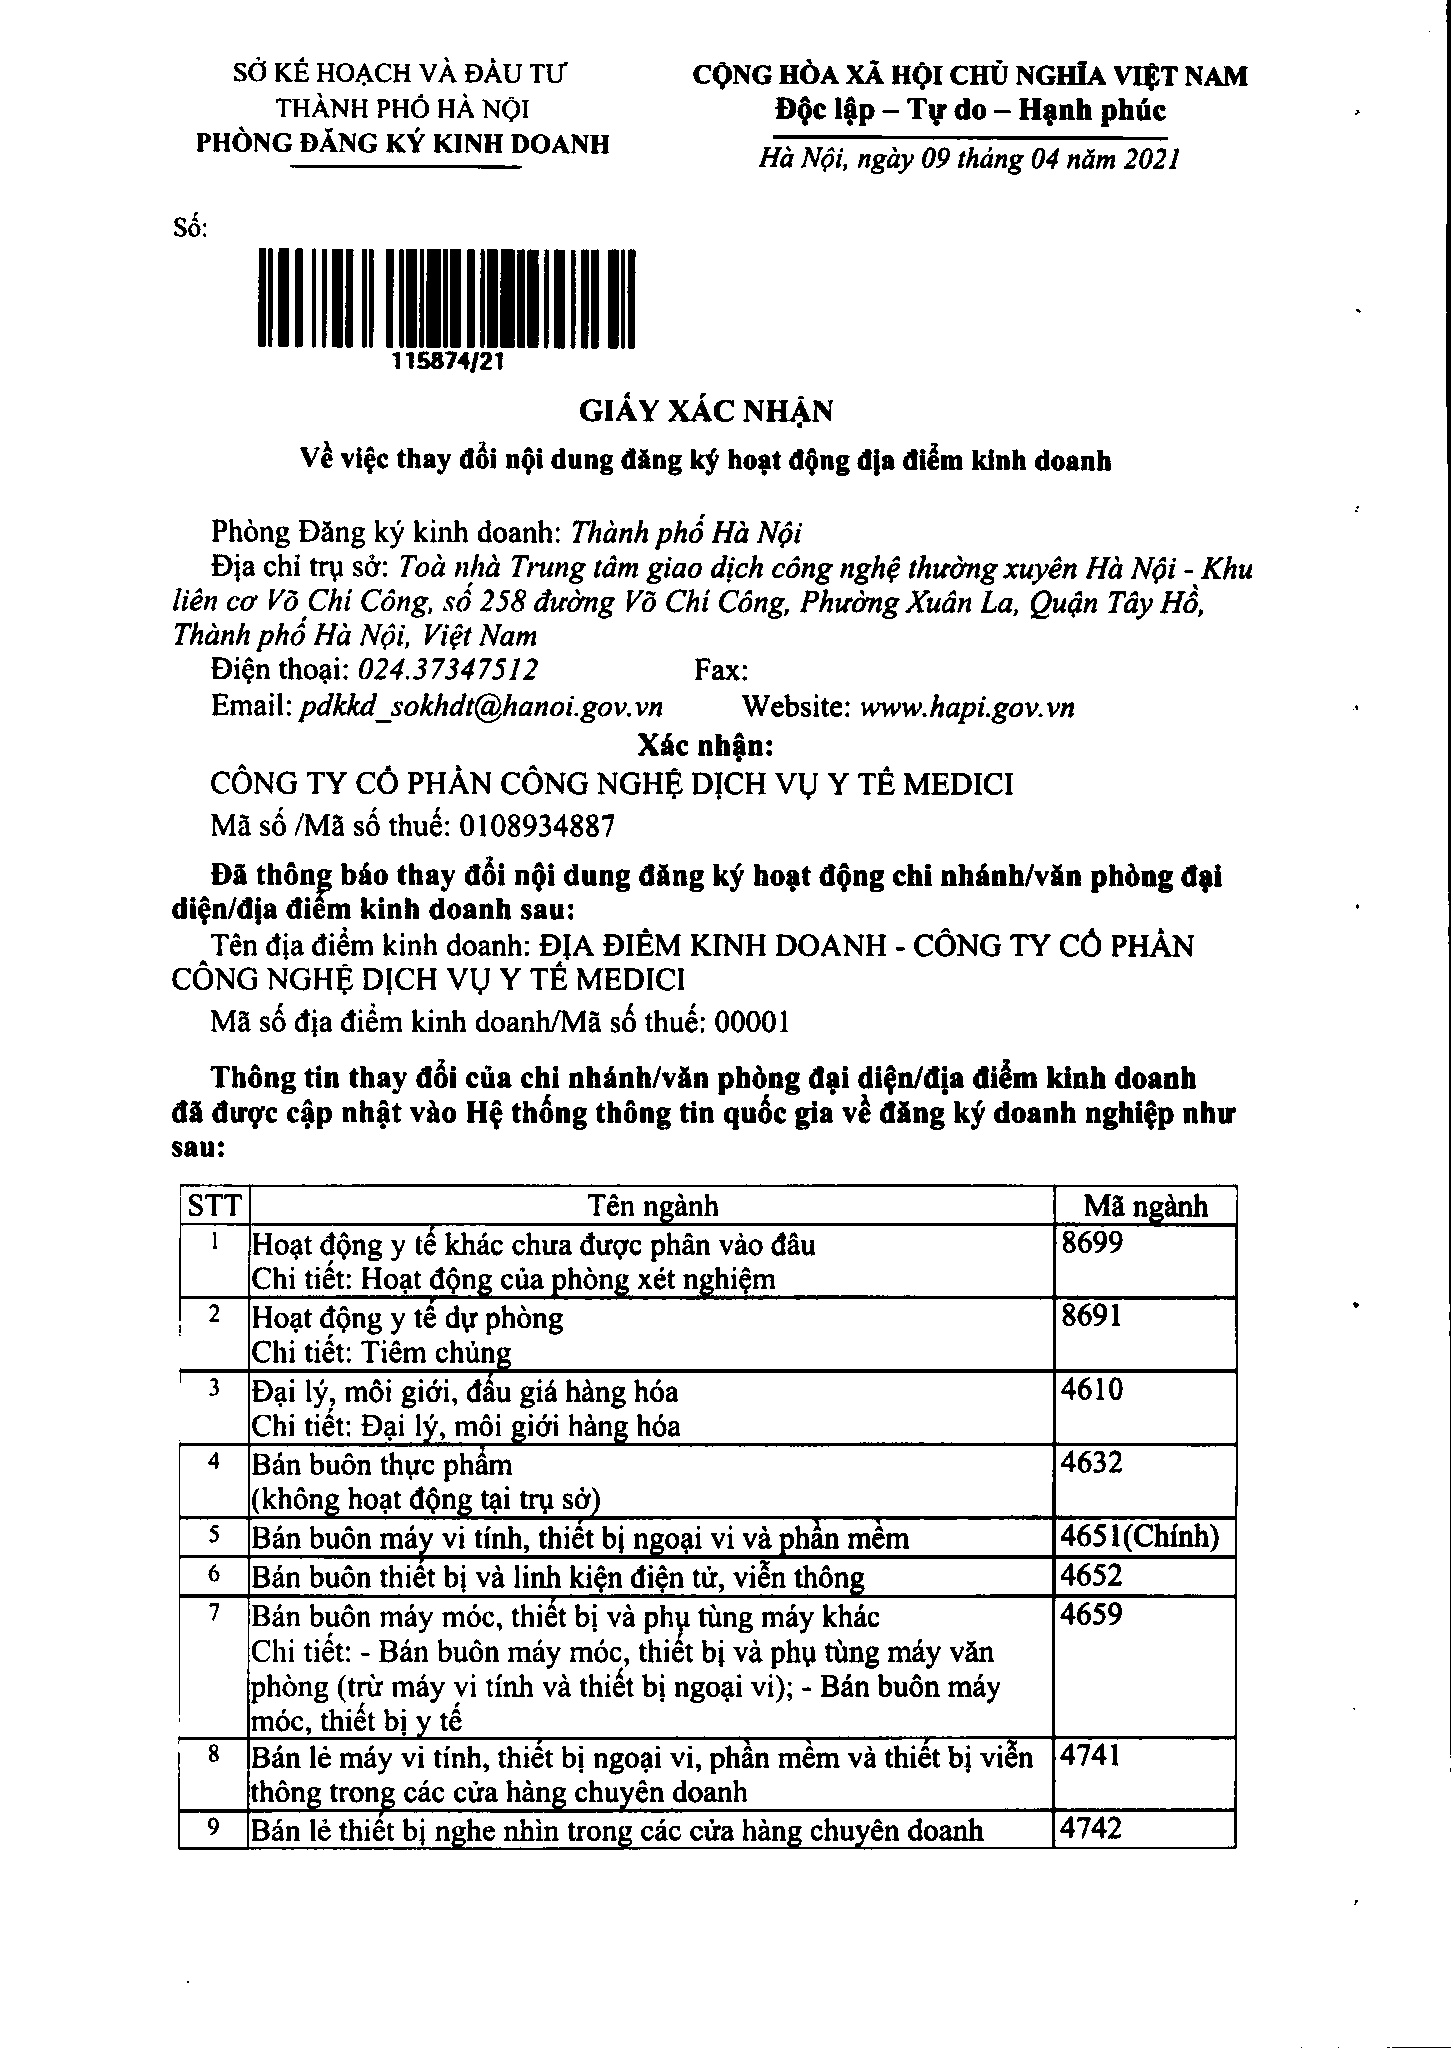 SỞ KẾ HOẠCH VÀ ĐẦU TƯ
THÀNH PHỐ HÀ NỘI
PHÒNG ĐĂNG KÝ KINH DOANH
CỘNG HÒA XÃ HỘI CHỦ NGHĨA VIỆT NAM
Độc lập – Tự do – Hạnh phúc
Hà Nội, ngày 09 tháng 04 năm 2021
Số:
115874/21
GIẤY XÁC NHẬN
Về việc thay đổi nội dung đăng ký hoạt động địa điểm kinh doanh
Phòng Đăng ký kinh doanh: Thành phố Hà Nội
Địa chỉ trụ sở: Toà nhà Trung tâm giao dịch công nghệ thường xuyên Hà Nội - Khu
liên cơ Võ Chí Công, số 258 đường Võ Chí Công, Phường Xuân La, Quận Tây Hồ,
Thành phố Hà Nội, Việt Nam
Điện thoại: 024.37347512 Fax:
Email: pdkkd_sokhdt@hanoi.gov.vn Website: www.hapi.gov.vn
Xác nhận:
CÔNG TY CỔ PHẦN CÔNG NGHỆ DỊCH VỤ Y TẾ MEDICI
Mã số /Mã số thuế: 0108934887
Đã thông báo thay đổi nội dung đăng ký hoạt động chi nhánh/văn phòng đại
diện/địa điểm kinh doanh sau:
Tên địa điểm kinh doanh: ĐỊA ĐIỂM KINH DOANH - CÔNG TY CỔ PHẦN
CÔNG NGHỆ DỊCH VỤ Y TẾ MEDICI
Mã số địa điểm kinh doanh/Mã số thuế: 00001
Thông tin thay đổi của chi nhánh/văn phòng đại diện/địa điểm kinh doanh
đã được cập nhật vào Hệ thống thông tin quốc gia về đăng ký doanh nghiệp như
sau:
STT Tên ngành Mã ngành
1 Hoạt động y tế khác chưa được phân vào đâu 8699
Chi tiết: Hoạt động của phòng xét nghiệm
2 Hoạt động y tế dự phòng 8691
Chi tiết: Tiêm chủng
3 Đại lý, môi giới, đấu giá hàng hóa 4610
Chi tiết: Đại lý, môi giới hàng hóa
4 Bán buôn thực phẩm 4632
(không hoạt động tại trụ sở)
5 Bán buôn máy vi tính, thiết bị ngoại vi và phần mềm 4651(Chính)
6 Bán buôn thiết bị và linh kiện điện tử, viễn thông 4652
7 Bán buôn máy móc, thiết bị và phụ tùng máy khác 4659
Chi tiết: - Bán buôn máy móc, thiết bị và phụ tùng máy văn
phòng (trừ máy vi tính và thiết bị ngoại vi); - Bán buôn máy
móc, thiết bị y tế
8 Bán lẻ máy vi tính, thiết bị ngoại vi, phần mềm và thiết bị viễn 4741
thông trong các cửa hàng chuyên doanh
9 Bán lẻ thiết bị nghe nhìn trong các cửa hàng chuyên doanh 4742